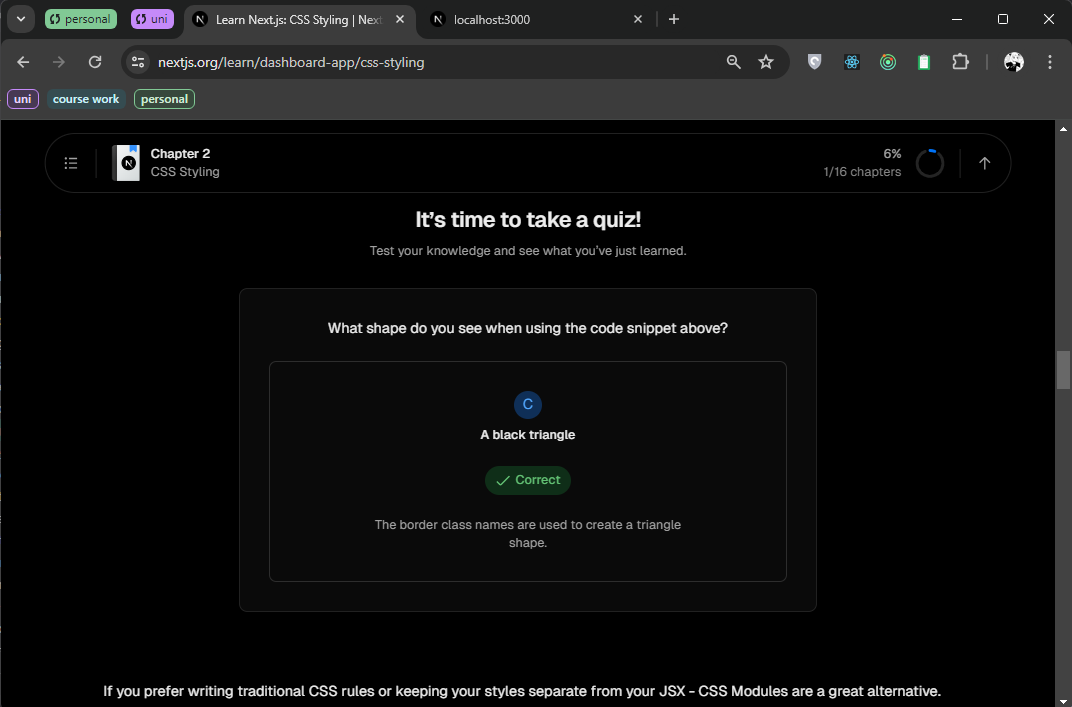 personal
uni
Learn Next.js: CSS Styling | Next
localhost:3000
nextjs.org/learn/dashboard-app/css-styling
uni
course work
personal
N
Chapter 2
CSS Styling
6%
1/16 chapters
It's time to take a quiz!
Test your knowledge and see what you've just learned.
What shape do you see when using the code snippet above?
C
A black triangle
Correct
The border class names are used to create a triangle
shape.
If you prefer writing traditional CSS rules or keeping your styles separate from your JSX - CSS Modules are a great alternative.